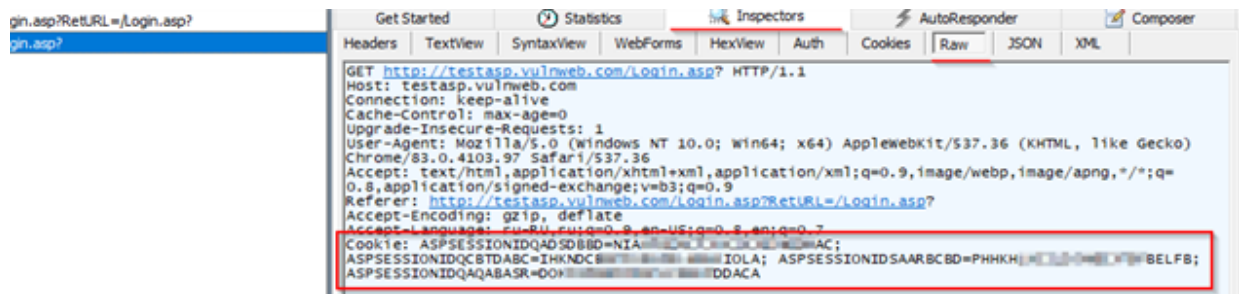 gin.asp?RetURL=/Login.asp?
gin.asp?
Get Started Statistics Inspectors AutoResponder Composer
Headers TextView SyntaxView WebForms HexView Auth Cookies Raw JSON XML
GET http://testasp.vulnweb.com/Login.asp? HTTP/1.1
Host: testasp.vulnweb.com
Connection: keep-alive
Cache-Control: max-age=0
Upgrade-Insecure-Requests: 1
User-Agent: Mozilla/5.0 (Windows NT 10.0; Win64; x64) AppleWebKit/537.36 (KHTML, like Gecko)
Chrome/83.0.4103.97 Safari/537.36
Accept: text/html,application/xhtml+xml,application/xml;q=0.9,image/webp,image/apng,*/*;q=
0.8,application/signed-exchange;v=b3;q=0.9
Referer: http://testasp.vulnweb.com/Login.asp?RetURL=/Login.asp?
Accept-Encoding: gzip, deflate
Accept-Language: ru-RU,ru;q=0.9,en-US;q=0.8,en;q=0.7
Cookie: ASPSESSIONIDQADSDBBD=NIA AC;
ASPSESSIONIDQCBTDABC=IHKNDCB IOLA; ASPSESSIONIDSAARBCBD=PHHKH BELFB;
ASPSESSIONIDQAQABASR=DOH DDACA